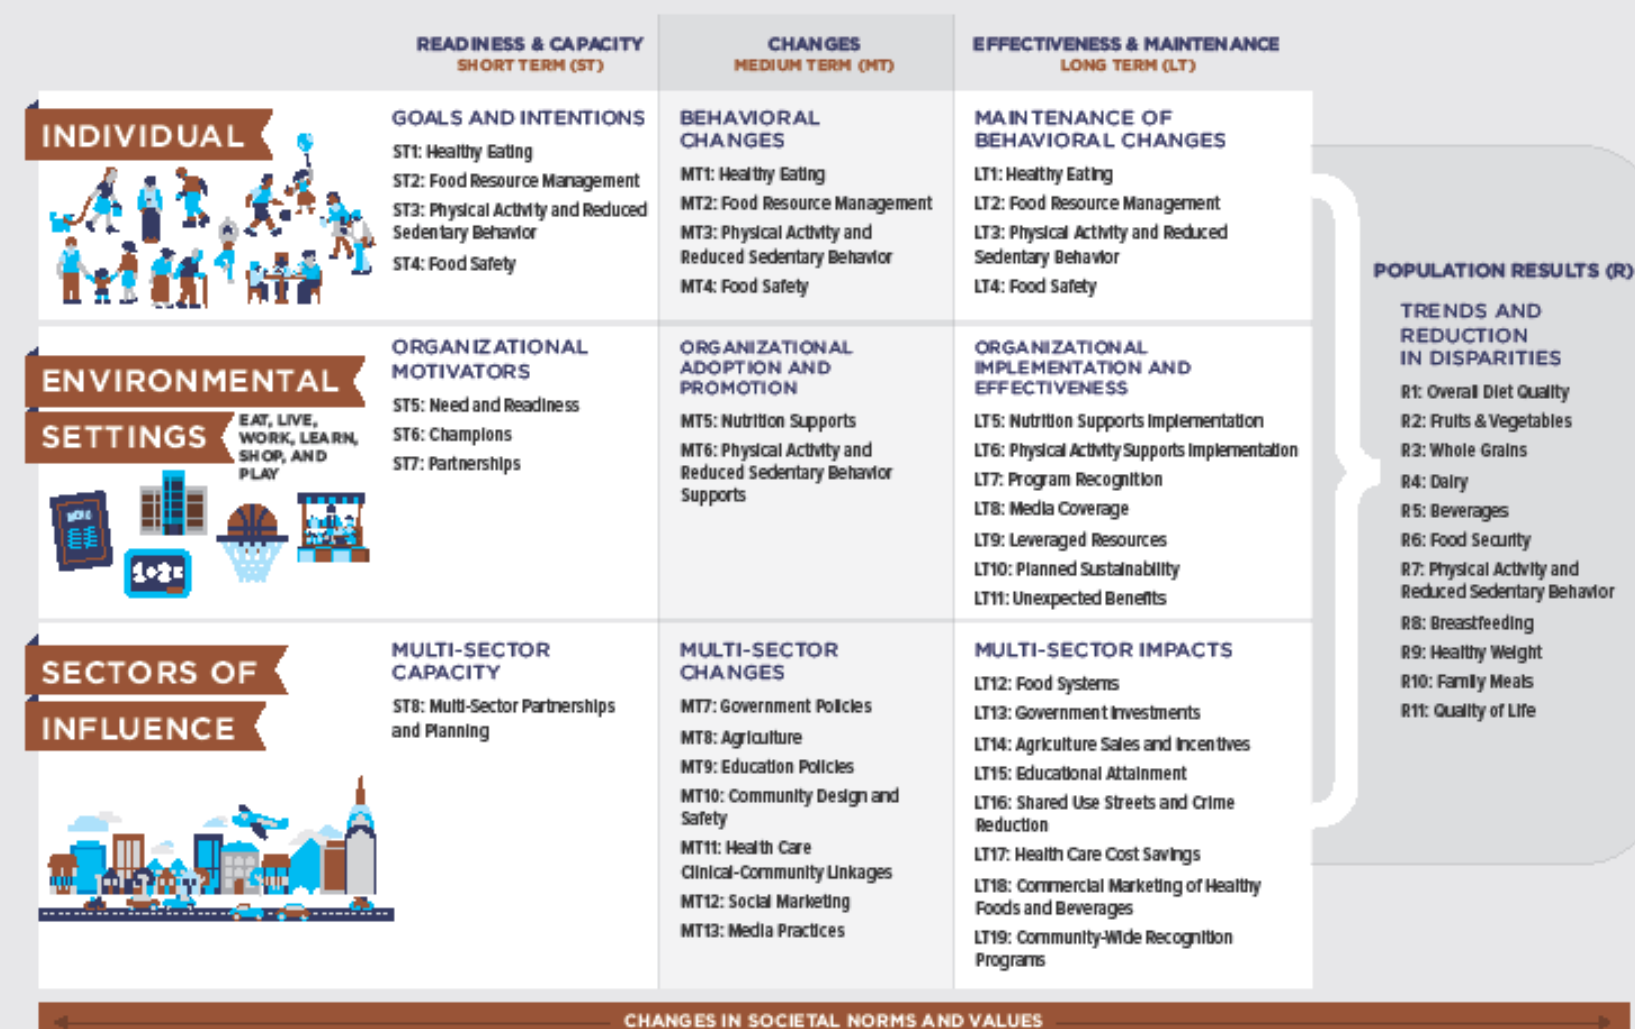 READINESS & CAPACITY
SHORT TERM (ST)
CHANGES
MEDIUM TERM (MT)
EFFECTIVENESS & MAINTENANCE
LONG TERM (LT)
INDIVIDUAL
GOALS AND INTENTIONS
ST1: Healthy Eating
ST2: Food Resource Management
ST3: Physical Activity and Reduced
Sedentary Behavior
ST4: Food Safety
BEHAVIORAL
CHANGES
MT1: Healthy Eating
MT2: Food Resource Management
MT3: Physical Activity and
Reduced Sedentary Behavior
MT4: Food Safety
MAINTENANCE OF
BEHAVIORAL CHANGES
LT1: Healthy Eating
LT2: Food Resource Management
LT3: Physical Activity and Reduced
Sedentary Behavior
LT4: Food Safety
ENVIRONMENTAL
SETTINGS
EAT, LIVE,
WORK, LEARN,
SHOP, AND
PLAY
MENU
1+2=
ORGANIZATIONAL
MOTIVATORS
ST5: Need and Readiness
ST6: Champions
ST7: Partnerships
ORGANIZATIONAL
ADOPTION AND
PROMOTION
MT5: Nutrition Supports
MT6: Physical Activity and
Reduced Sedentary Behavior
Supports
ORGANIZATIONAL
IMPLEMENTATION AND
EFFECTIVENESS
LT5: Nutrition Supports Implementation
LT6: Physical Activity Supports Implementation
LT7: Program Recognition
LT8: Media Coverage
LT9: Leveraged Resources
LT10: Planned Sustainability
LT11: Unexpected Benefits
SECTORS OF
INFLUENCE
MULTI-SECTOR
CAPACITY
ST8: Multi-Sector Partnerships
and Planning
MULTI-SECTOR
CHANGES
MT7: Government Policies
MT8: Agriculture
MT9: Education Policies
MT10: Community Design and
Safety
MT11: Health Care
Clinical-Community Linkages
MT12: Social Marketing
MT13: Media Practices
MULTI-SECTOR IMPACTS
LT12: Food Systems
LT13: Government Investments
LT14: Agriculture Sales and Incentives
LT15: Educational Attainment
LT16: Shared Use Streets and Crime
Reduction
LT17: Health Care Cost Savings
LT18: Commercial Marketing of Healthy
Foods and Beverages
LT19: Community-Wide Recognition
Programs
POPULATION RESULTS (R)
TRENDS AND
REDUCTION
IN DISPARITIES
R1: Overall Diet Quality
R2: Fruits & Vegetables
R3: Whole Grains
R4: Dairy
R5: Beverages
R6: Food Security
R7: Physical Activity and
Reduced Sedentary Behavior
R8: Breastfeeding
R9: Healthy Weight
R10: Family Meals
R11: Quality of Life
CHANGES IN SOCIETAL NORMS AND VALUES